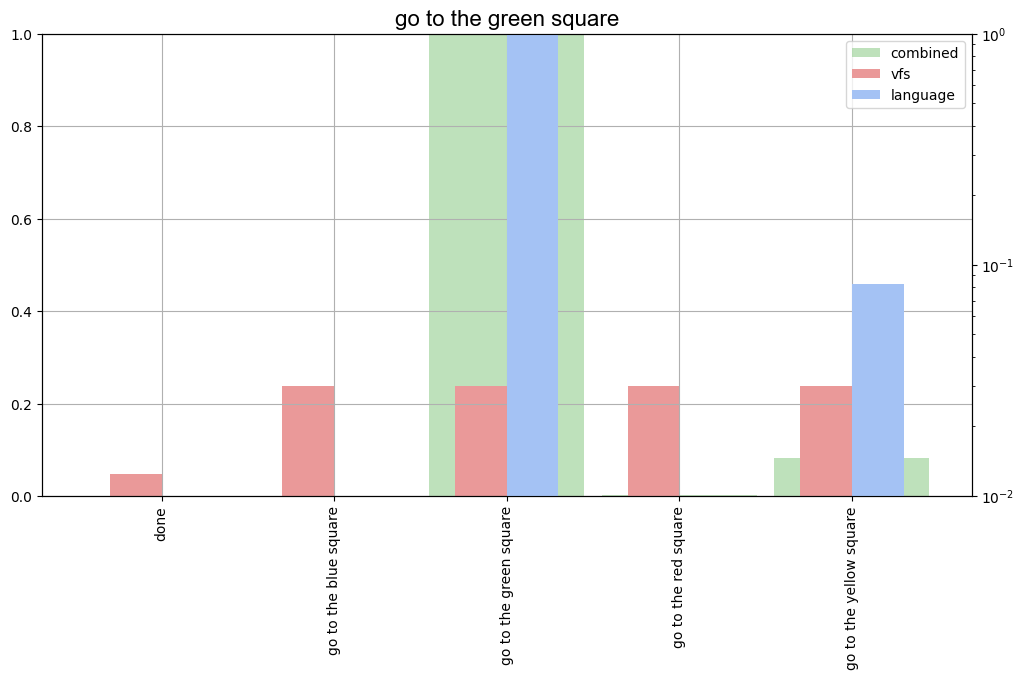 go to the green square
1.0
0.8
0.6
0.4
0.2
0.0
10⁰
10⁻¹
10⁻²
combined
vfs
language
done
go to the blue square
go to the green square
go to the red square
go to the yellow square